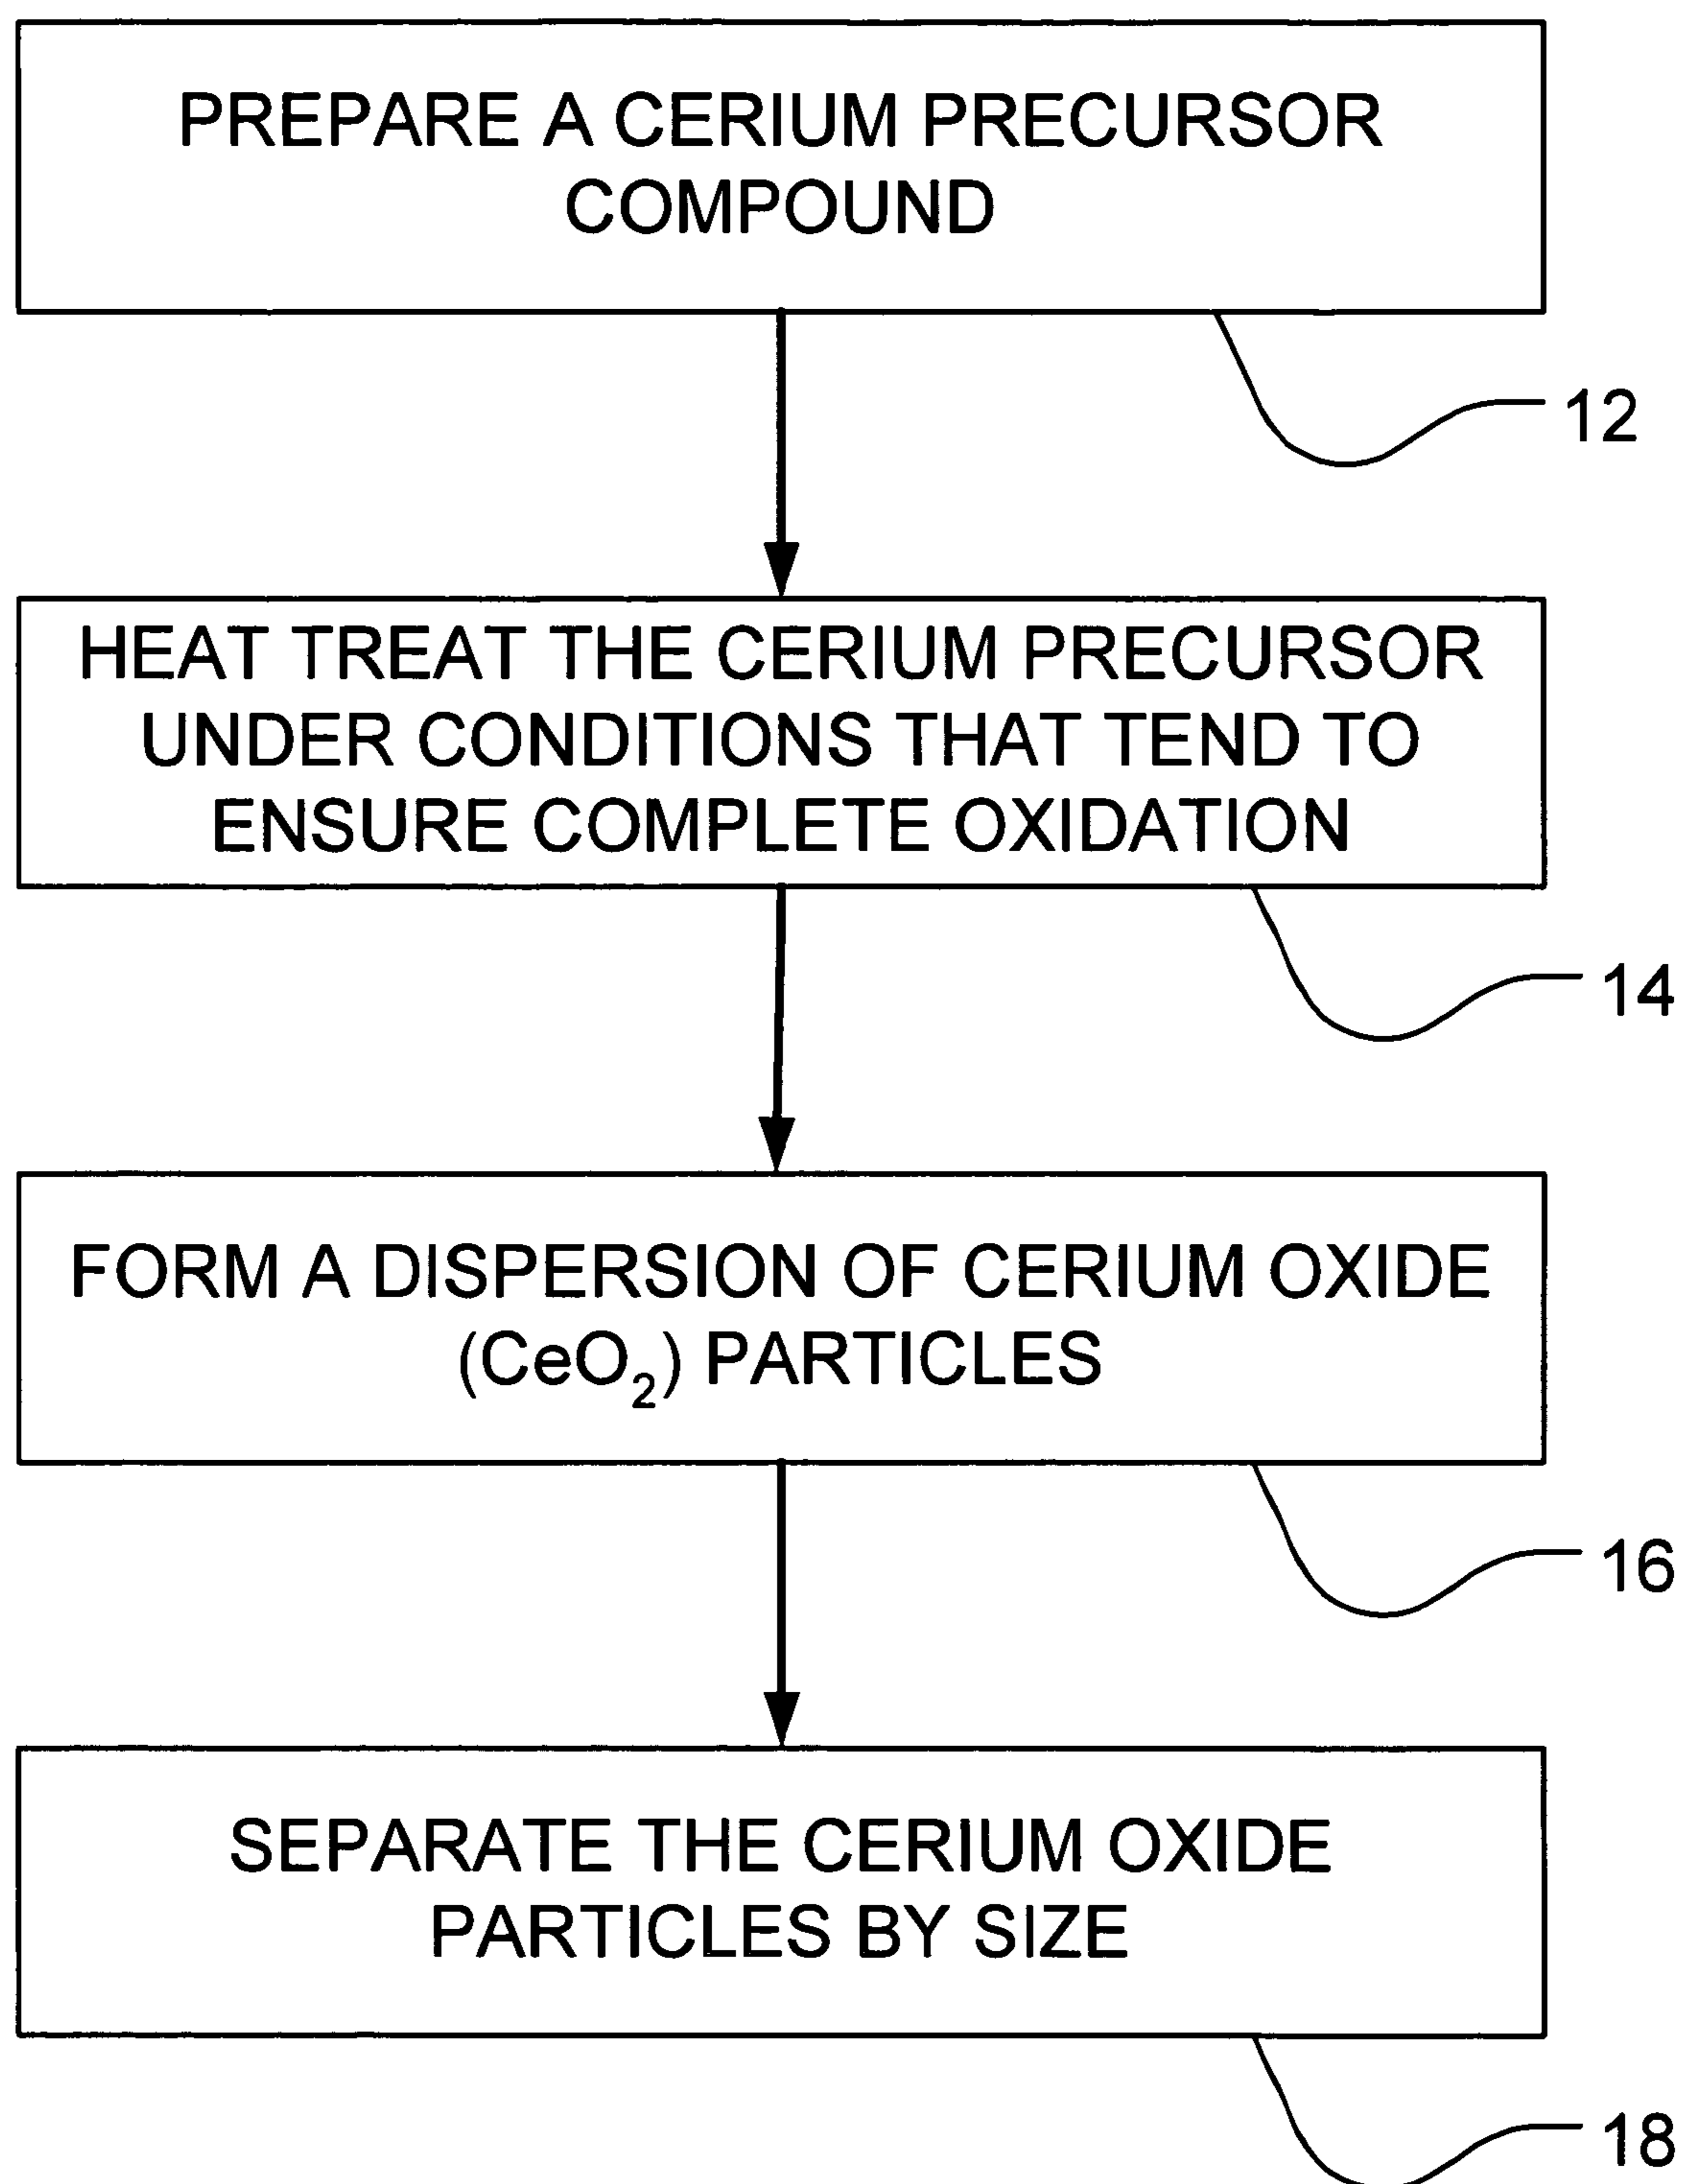 PREPARE A CERIUM PRECURSOR
COMPOUND
12
HEAT TREAT THE CERIUM PRECURSOR
UNDER CONDITIONS THAT TEND TO
ENSURE COMPLETE OXIDATION
14
FORM A DISPERSION OF CERIUM OXIDE
(CeO₂) PARTICLES
16
SEPARATE THE CERIUM OXIDE
PARTICLES BY SIZE
18